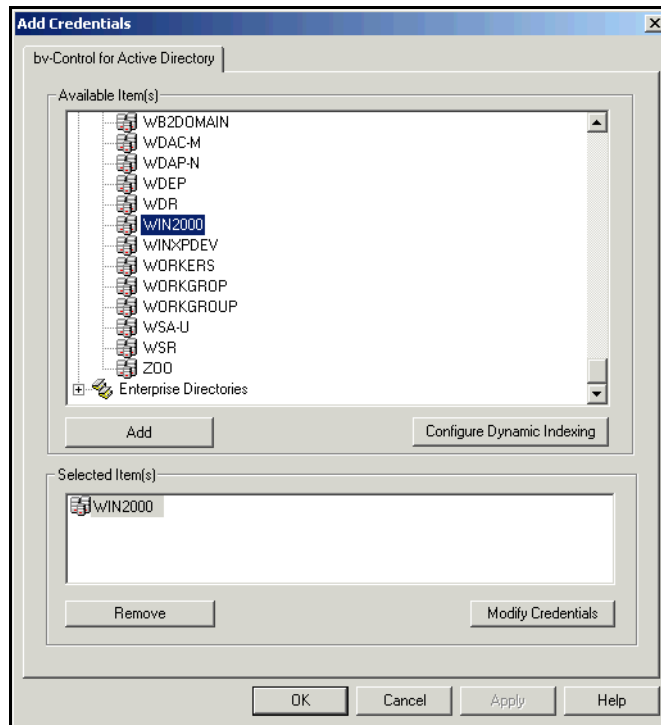 Add Credentials
bv-Control for Active Directory
Available Item(s)
WB2DOMAIN
WDAC-M
WDAP-N
WDEP
WDR
WIN2000
WINXPDEV
WORKERS
WORKGROP
WORKGROUP
WSA-U
WSR
ZOO
Enterprise Directories
Add Configure Dynamic Indexing
Selected Item(s)
WIN2000
Remove Modify Credentials
OK Cancel Apply Help